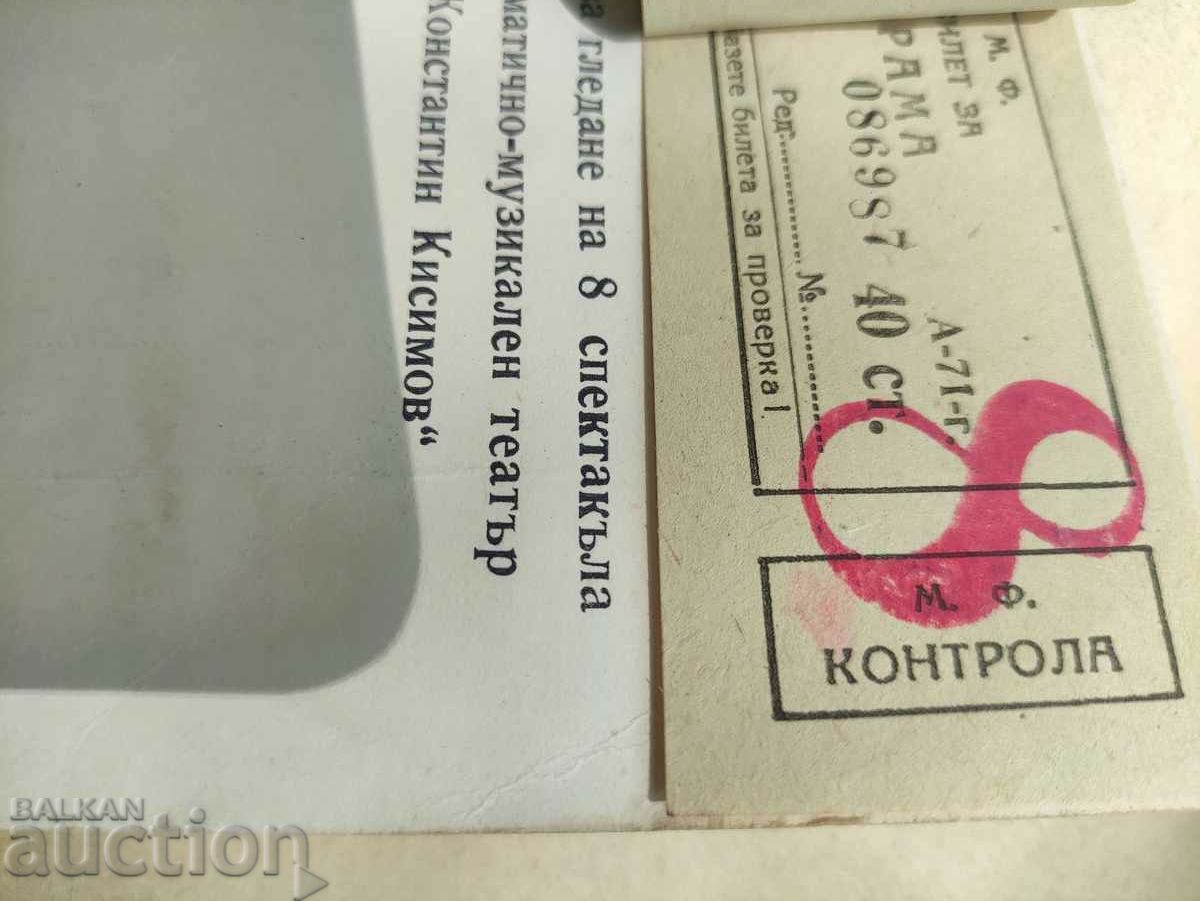 гледане на 8 спектакъла
матично-музикален театър
Константин Кисимов“
М. Ф.
ИЛЕТ ЗА
РАМА
086987 40 СТ.
А-71-г.
Ред.......... №..........
азете билета за проверка!
8
М. Ф.
КОНТРОЛА
BALKAN
auction